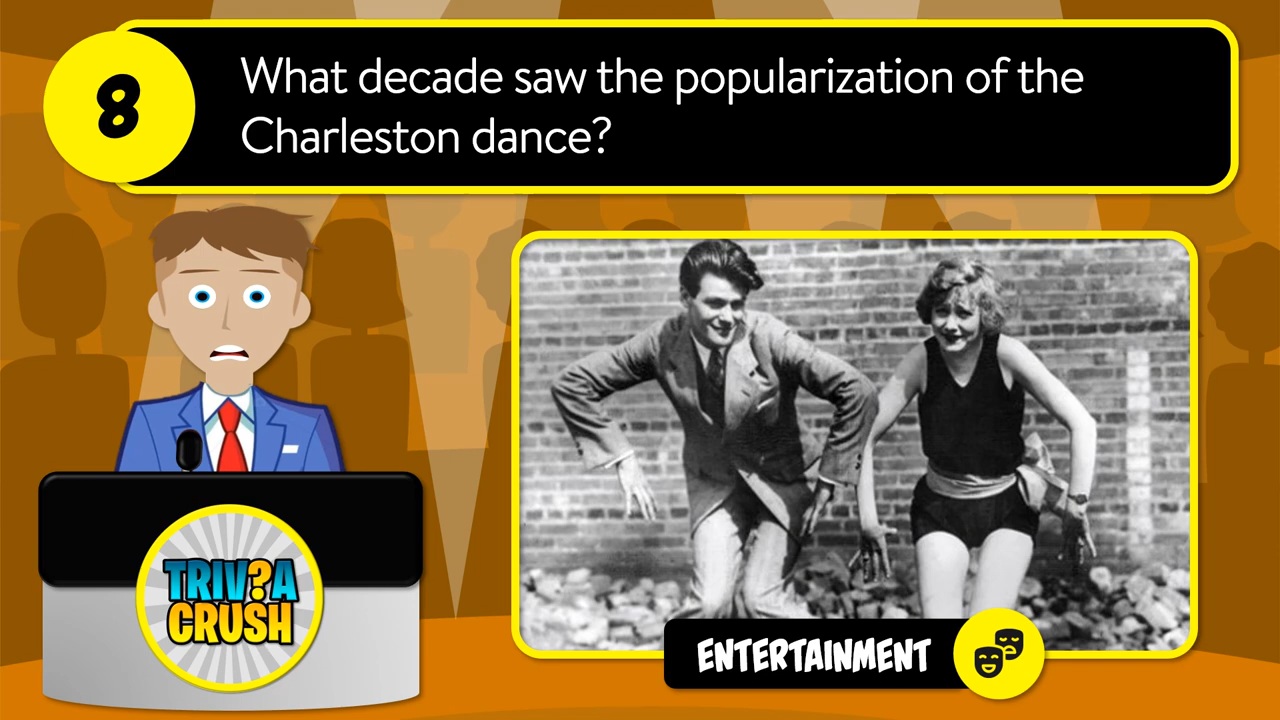 8
What decade saw the popularization of the
Charleston dance?
TRIV?A
CRUSH
ENTERTAINMENT